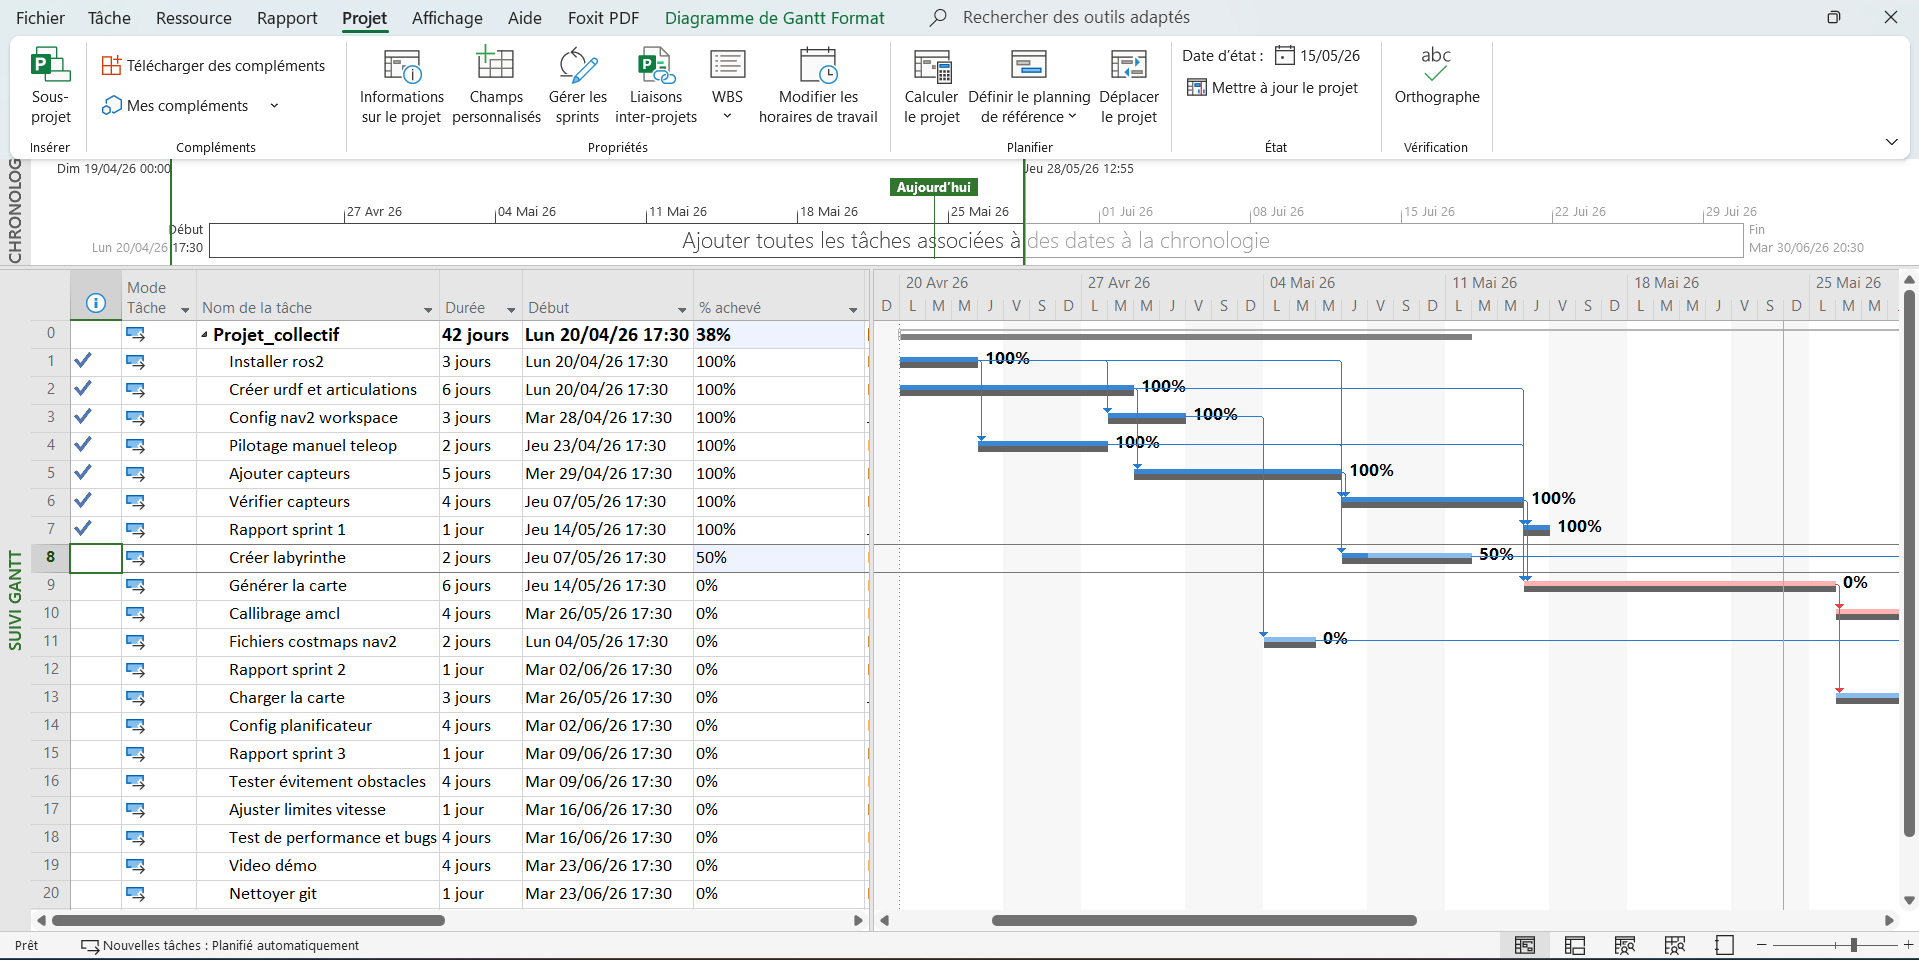 Fichier Tâche Ressource Rapport Projet Affichage Aide Foxit PDF Diagramme de Gantt Format Rechercher des outils adaptés
Sous-projet
Télécharger des compléments
Mes compléments
Informations sur le projet
Champs personnalisés
Gérer les sprints
Liaisons inter-projets
WBS
Modifier les horaires de travail
Calculer le projet
Définir le planning de référence
Déplacer le projet
Date d'état : 15/05/26
Mettre à jour le projet
abc
Orthographe
Insérer Compléments Propriétés Planifier État Vérification
CHRONOLOG
Dim 19/04/26 00:00 Jeu 28/05/26 12:55
Aujourd'hui
27 Avr 26 04 Mai 26 11 Mai 26 18 Mai 26 25 Mai 26 01 Jui 26 08 Jui 26 15 Jui 26 22 Jui 26 29 Jui 26
Début
Lun 20/04/26 17:30
Ajouter toutes les tâches associées à des dates à la chronologie
Fin
Mar 30/06/26 20:30
SUIVI GANTT
Mode Tâche Nom de la tâche Durée Début % achevé
20 Avr 26 27 Avr 26 04 Mai 26 11 Mai 26 18 Mai 26 25 Mai 26
D L M M J V S D L M M J V S D L M M J V S D L M M J V S D L M M J V S D L M M
0 Projet_collectif 42 jours Lun 20/04/26 17:30 38%
1 Installer ros2 3 jours Lun 20/04/26 17:30 100% 100%
2 Créer urdf et articulations 6 jours Lun 20/04/26 17:30 100% 100%
3 Config nav2 workspace 3 jours Mar 28/04/26 17:30 100% 100%
4 Pilotage manuel teleop 2 jours Jeu 23/04/26 17:30 100% 100%
5 Ajouter capteurs 5 jours Mer 29/04/26 17:30 100% 100%
6 Vérifier capteurs 4 jours Jeu 07/05/26 17:30 100% 100%
7 Rapport sprint 1 1 jour Jeu 14/05/26 17:30 100% 100%
8 Créer labyrinthe 2 jours Jeu 07/05/26 17:30 50% 50%
9 Générer la carte 6 jours Jeu 14/05/26 17:30 0% 0%
10 Callibrage amcl 4 jours Mar 26/05/26 17:30 0%
11 Fichiers costmaps nav2 2 jours Lun 04/05/26 17:30 0% 0%
12 Rapport sprint 2 1 jour Mar 02/06/26 17:30 0%
13 Charger la carte 3 jours Mar 26/05/26 17:30 0%
14 Config planificateur 4 jours Mar 02/06/26 17:30 0%
15 Rapport sprint 3 1 jour Mar 09/06/26 17:30 0%
16 Tester évitement obstacles 4 jours Mar 09/06/26 17:30 0%
17 Ajuster limites vitesse 1 jour Mar 16/06/26 17:30 0%
18 Test de performance et bugs 4 jours Mar 16/06/26 17:30 0%
19 Video démo 4 jours Mar 23/06/26 17:30 0%
20 Nettoyer git 1 jour Mar 23/06/26 17:30 0%
Prêt Nouvelles tâches : Planifié automatiquement